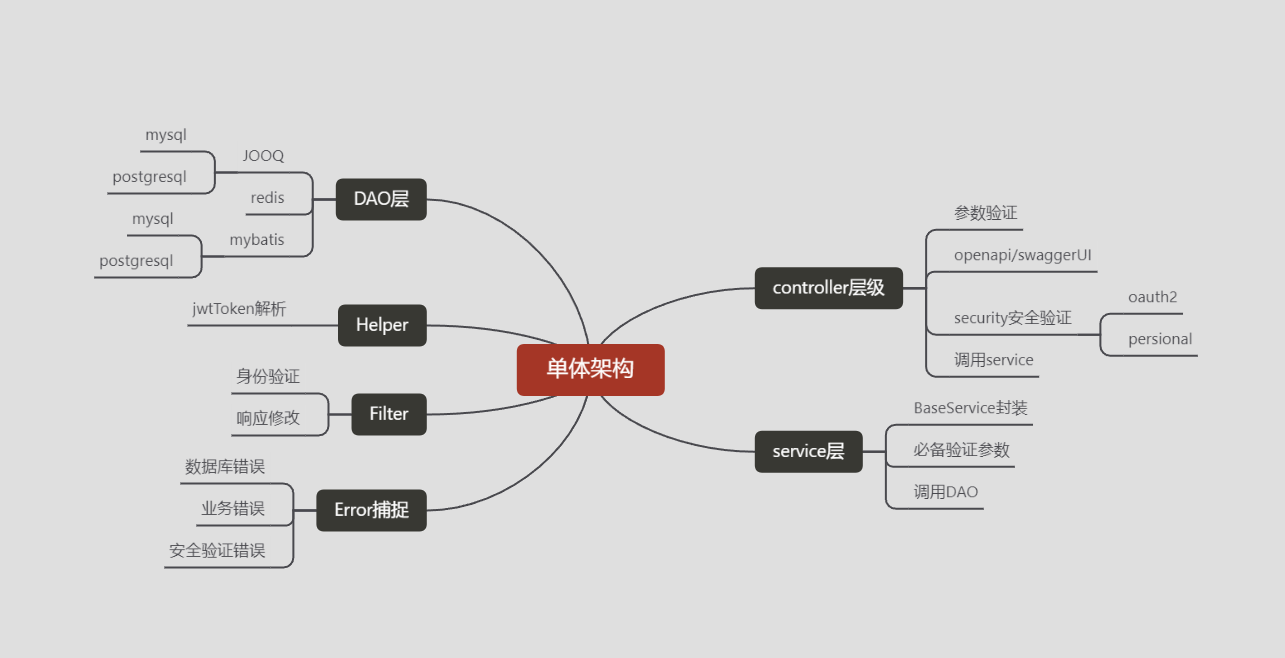 单体架构
controller层级
参数验证
openapi/swaggerUI
security安全验证
oauth2
persional
调用service
service层
BaseService封装
必备验证参数
调用DAO
DAO层
JOOQ
mysql
postgresql
redis
mybatis
mysql
postgresql
Helper
jwtToken解析
Filter
身份验证
响应修改
Error捕捉
数据库错误
业务错误
安全验证错误